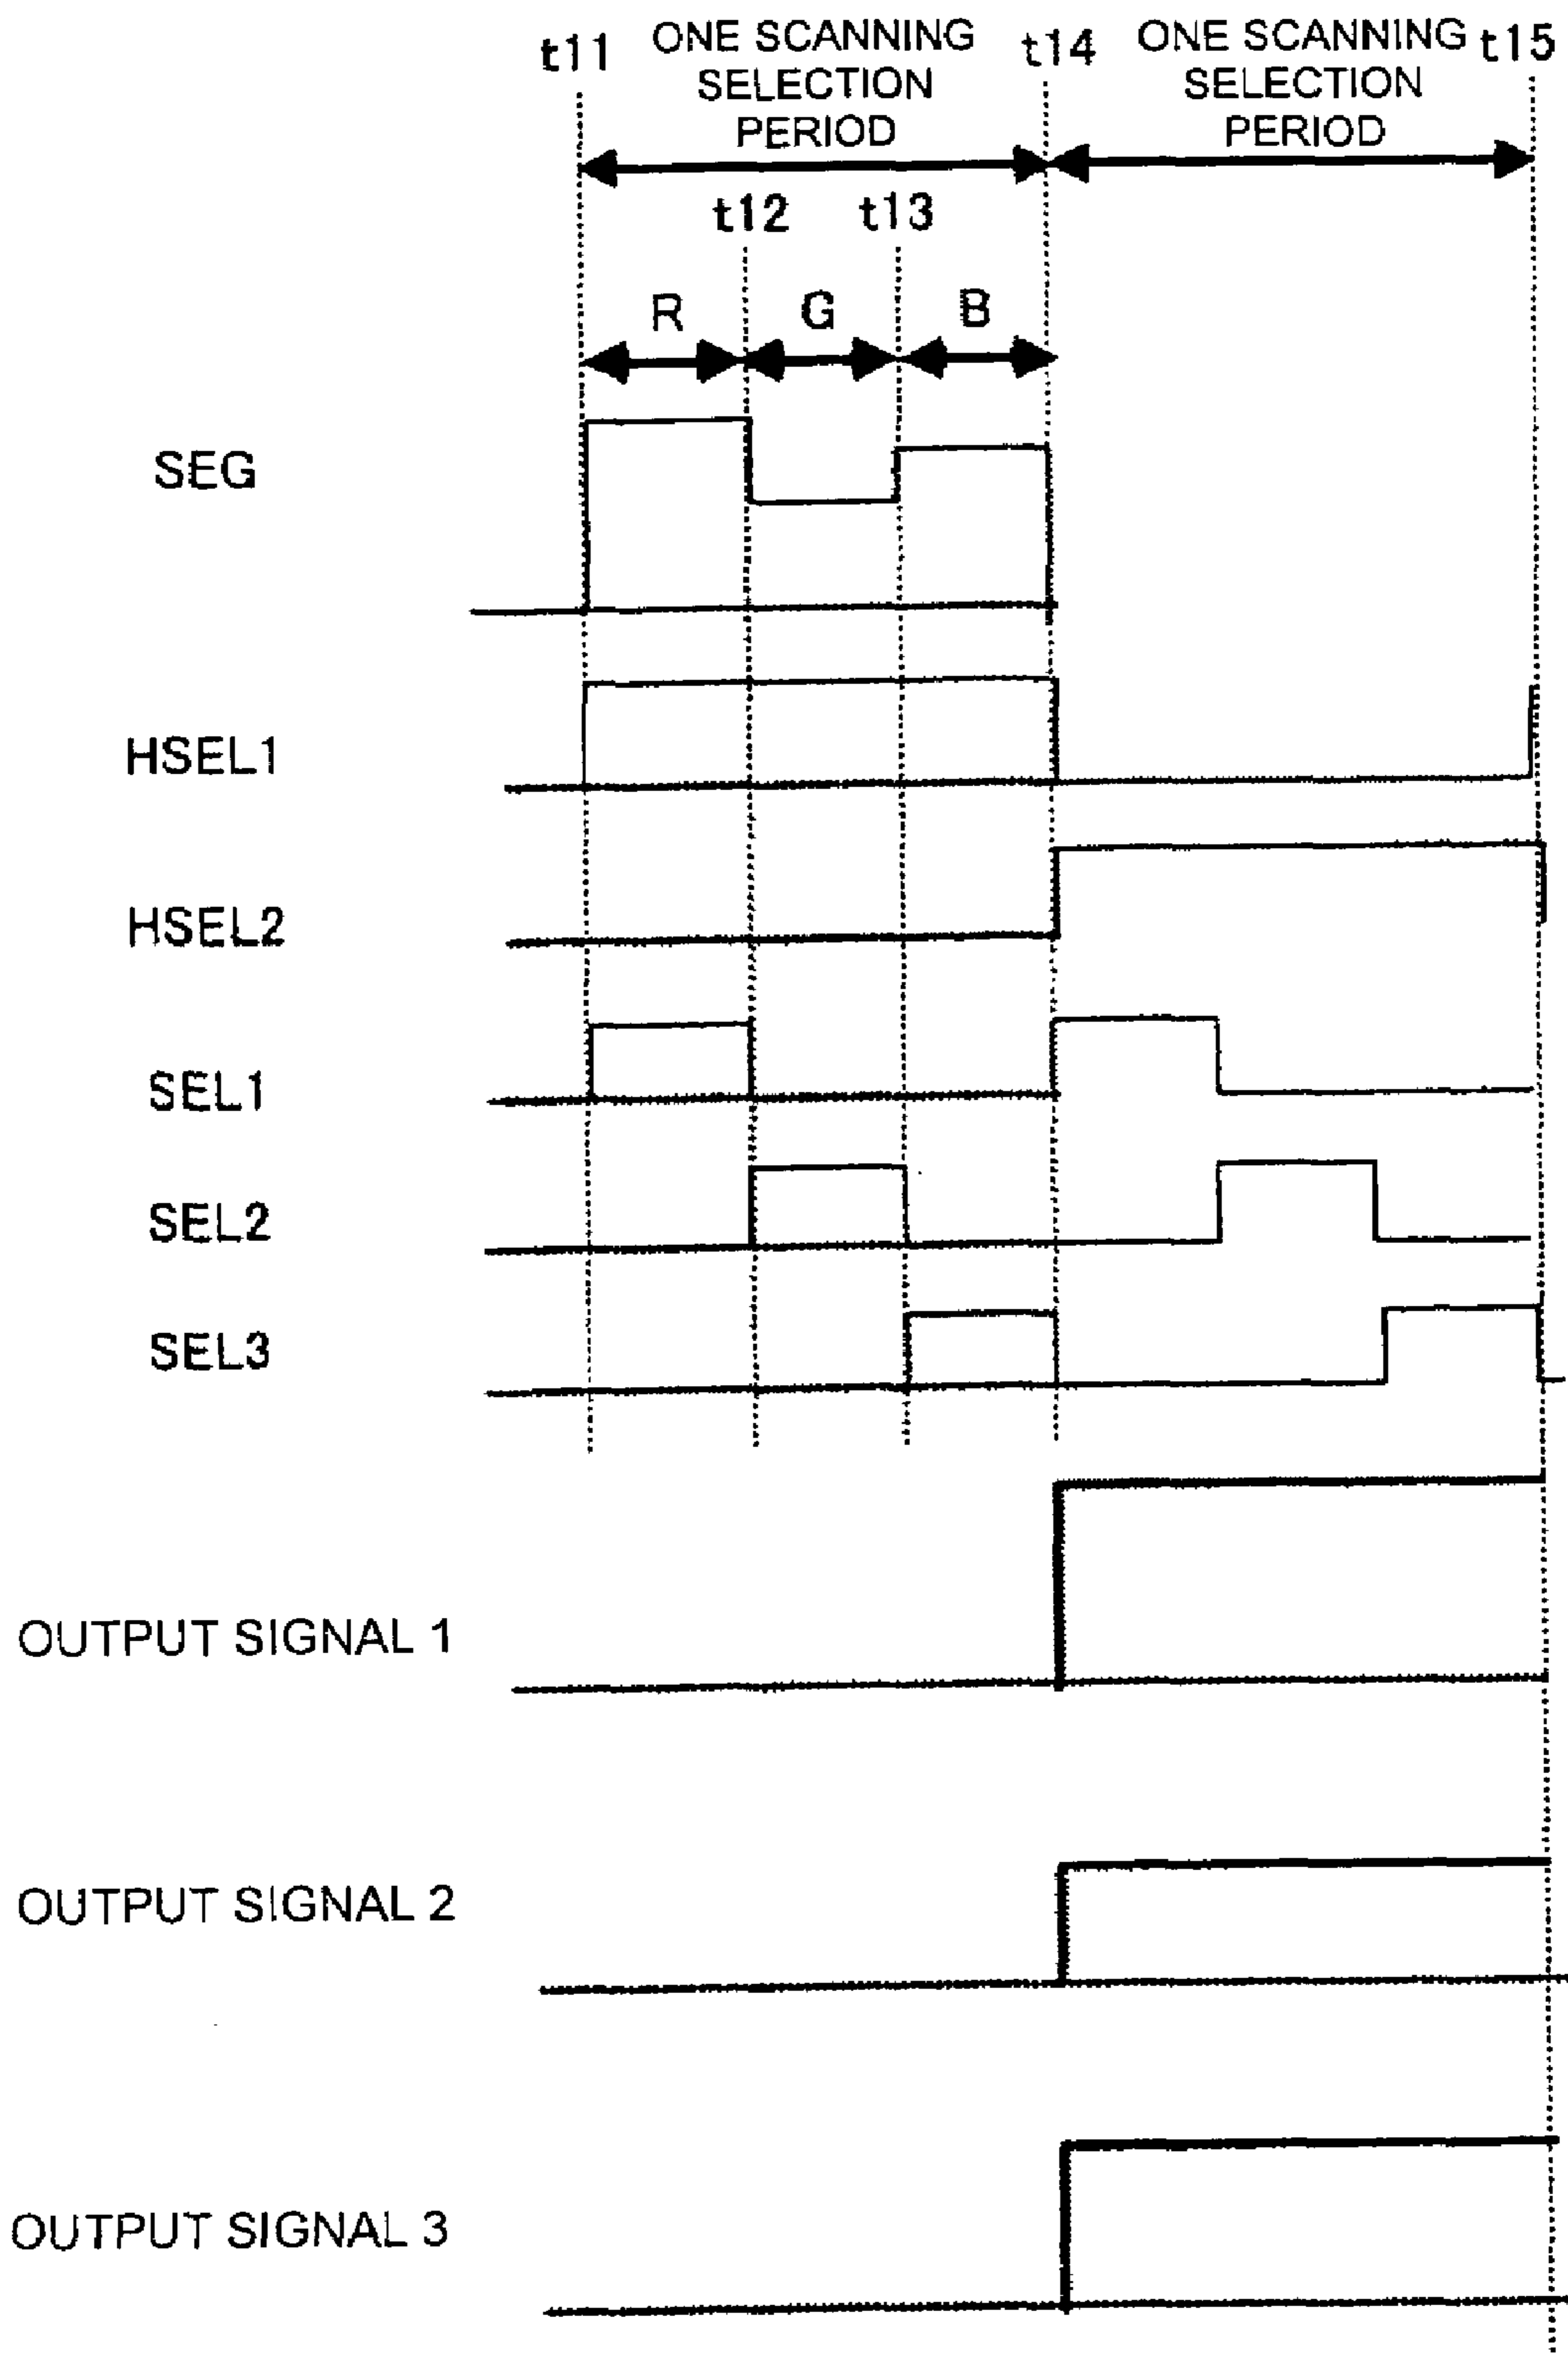 t11 ONE SCANNING SELECTION PERIOD t14 ONE SCANNING SELECTION PERIOD t15
t12 t13
R G B
SEG
HSEL1
HSEL2
SEL1
SEL2
SEL3
OUTPUT SIGNAL 1
OUTPUT SIGNAL 2
OUTPUT SIGNAL 3